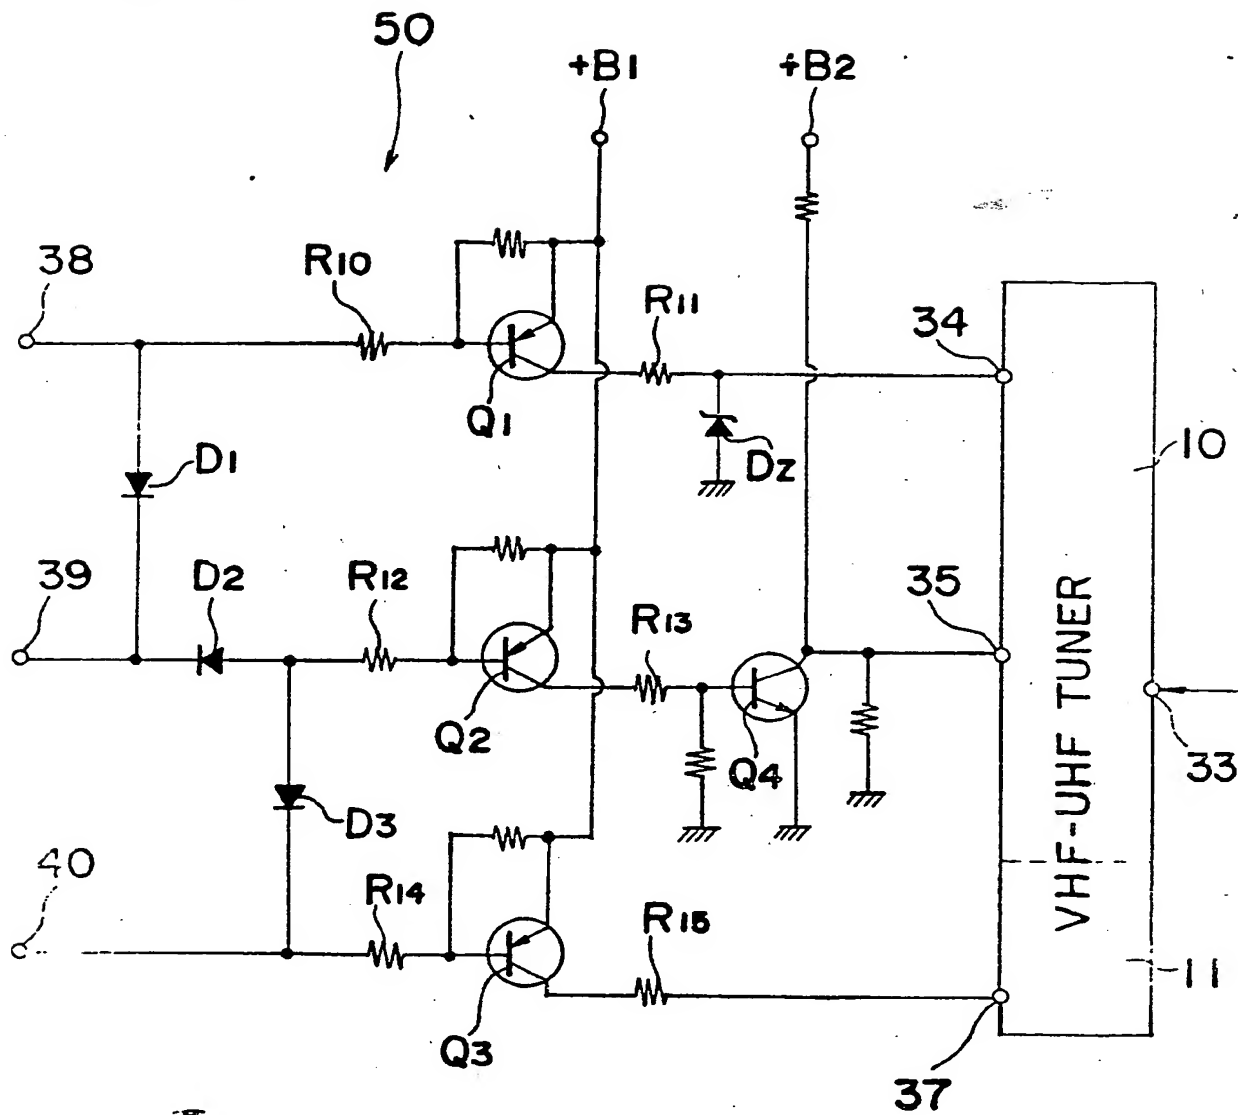 50
+B1
+B2
38
R10
R11
34
Q1
D1
DZ
10
39
D2
R12
R13
35
VHF-UHF TUNER
Q2
Q4
33
D3
40
R14
R15
11
Q3
37